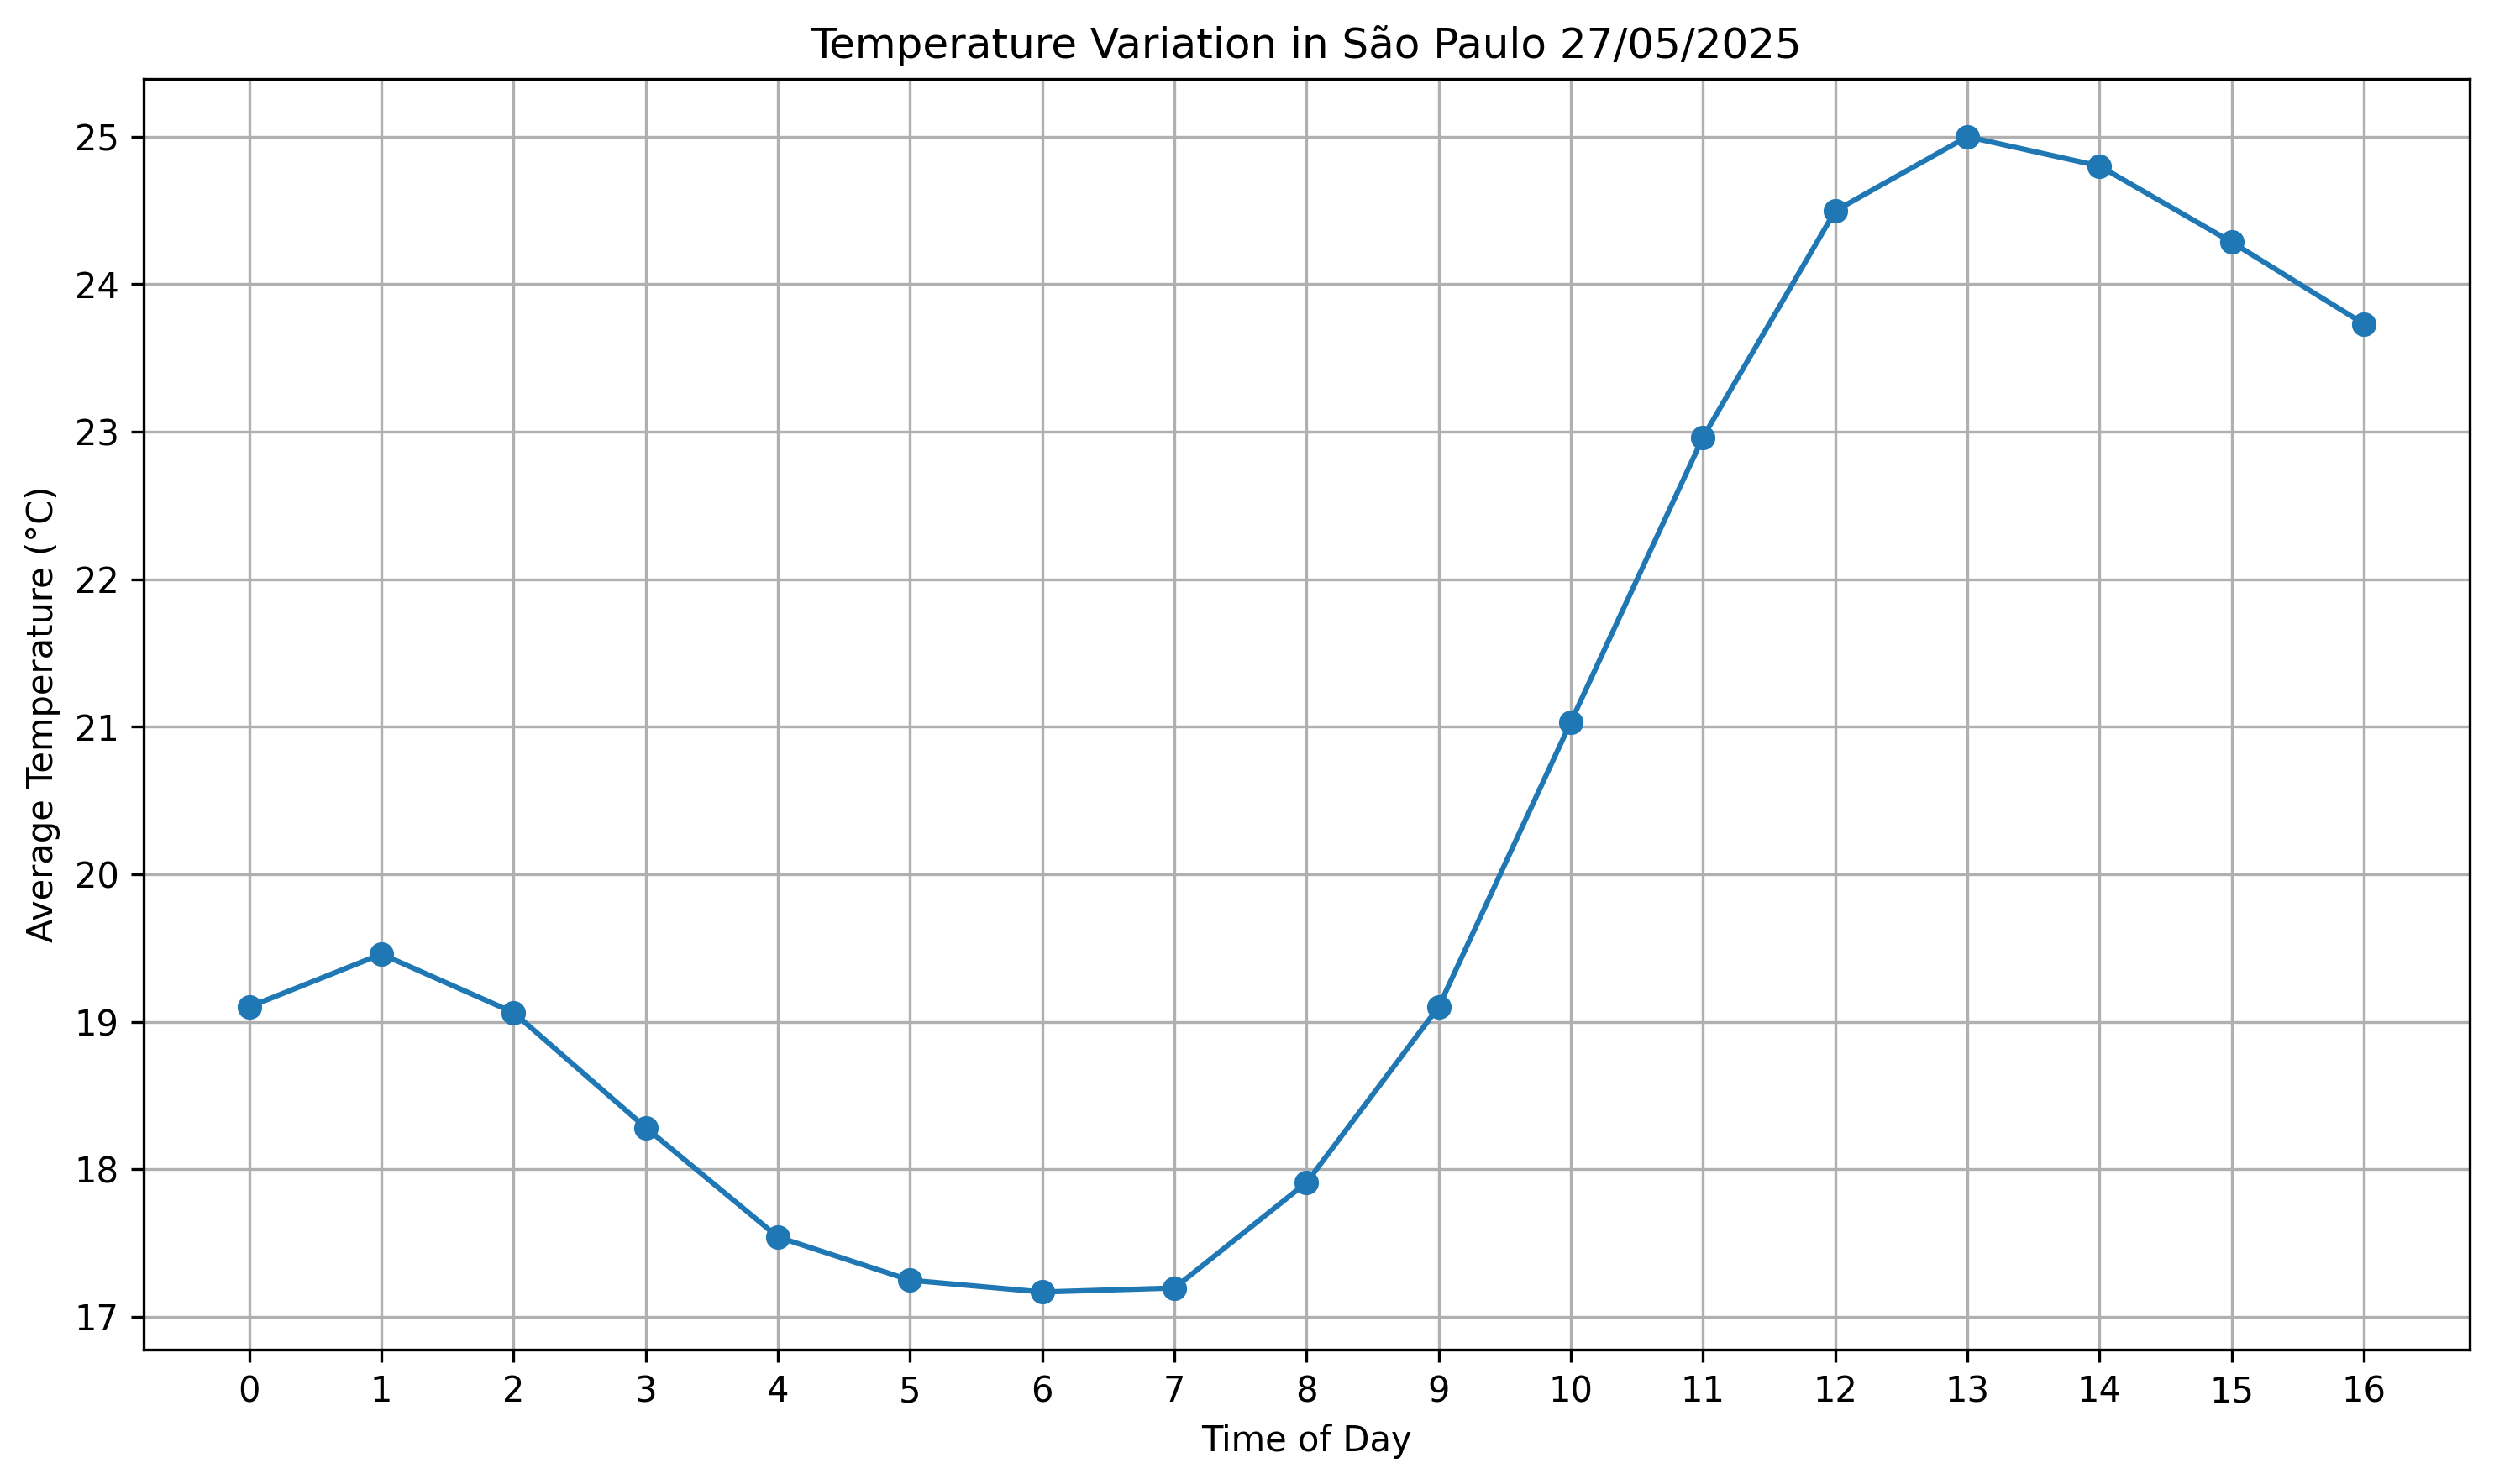 Temperature Variation in São Paulo 27/05/2025
25
24
23
22
21
20
19
18
17
Average Temperature (°C)
0 1 2 3 4 5 6 7 8 9 10 11 12 13 14 15 16
Time of Day